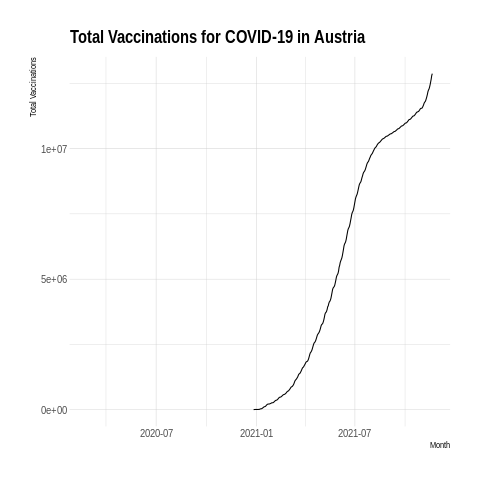 Total Vaccinations for COVID-19 in Austria
Total Vaccinations
1e+07
5e+06
0e+00
2020-07 2021-01 2021-07
Month